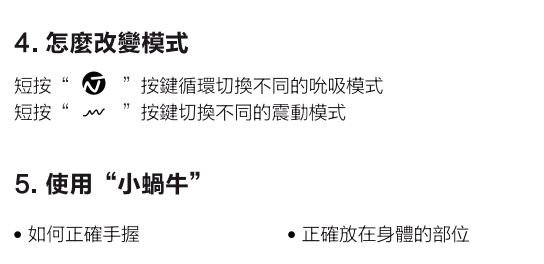 4. 怎麼改變模式
短按“ ”按鍵循環切換不同的吮吸模式
短按“ ”按鍵切換不同的震動模式
5. 使用“小蝸牛”
• 如何正確手握
• 正確放在身體的部位